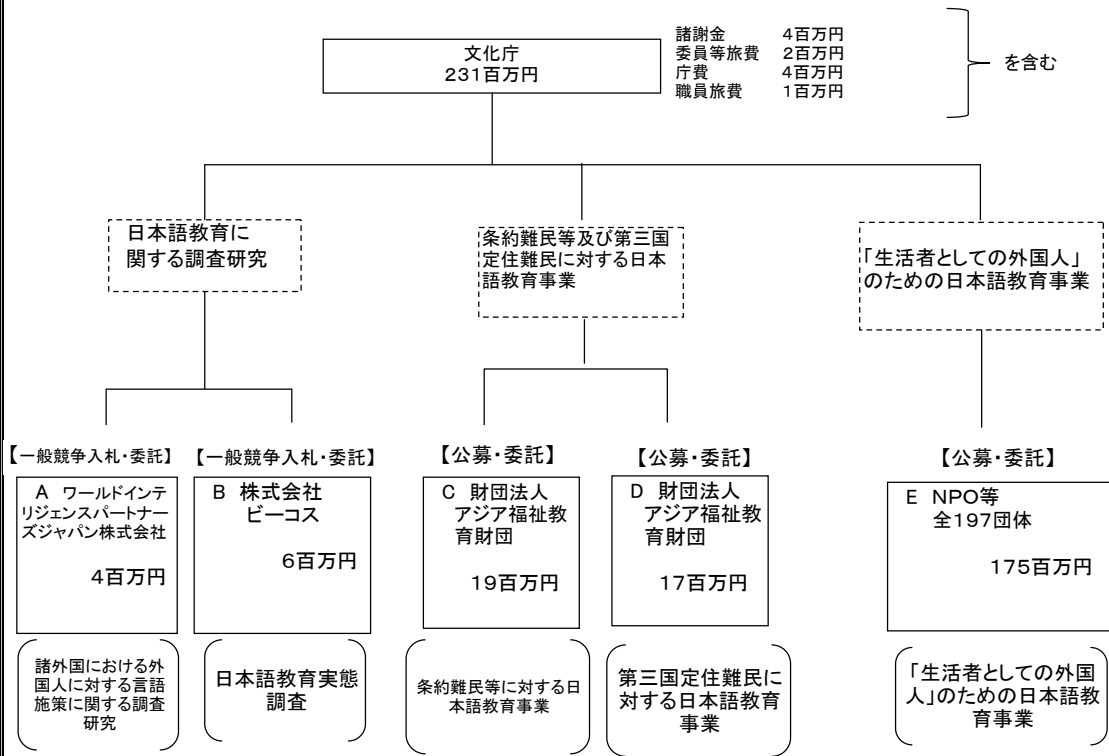 文化庁
231百万円
諸謝金 4百万円
委員等旅費 2百万円
庁費 4百万円
職員旅費 1百万円
を含む
日本語教育に
関する調査研究
条約難民等及び第三国
定住難民に対する日本
語教育事業
「生活者としての外国人」
のための日本語教育事業
【一般競争入札・委託】
【一般競争入札・委託】
【公募・委託】
【公募・委託】
【公募・委託】
A ワールドインテ
リジェンスパートナー
ズジャパン株式会社
4百万円
B 株式会社
ビーコス
6百万円
C 財団法人
アジア福祉教
育財団
19百万円
D 財団法人
アジア福祉教
育財団
17百万円
E NPO等
全197団体
175百万円
諸外国における外
国人に対する言語
施策に関する調査
研究
日本語教育実態
調査
条約難民等に対する日
本語教育事業
第三国定住難民に
対する日本語教育
事業
「生活者としての外国
人」のための日本語教
育事業